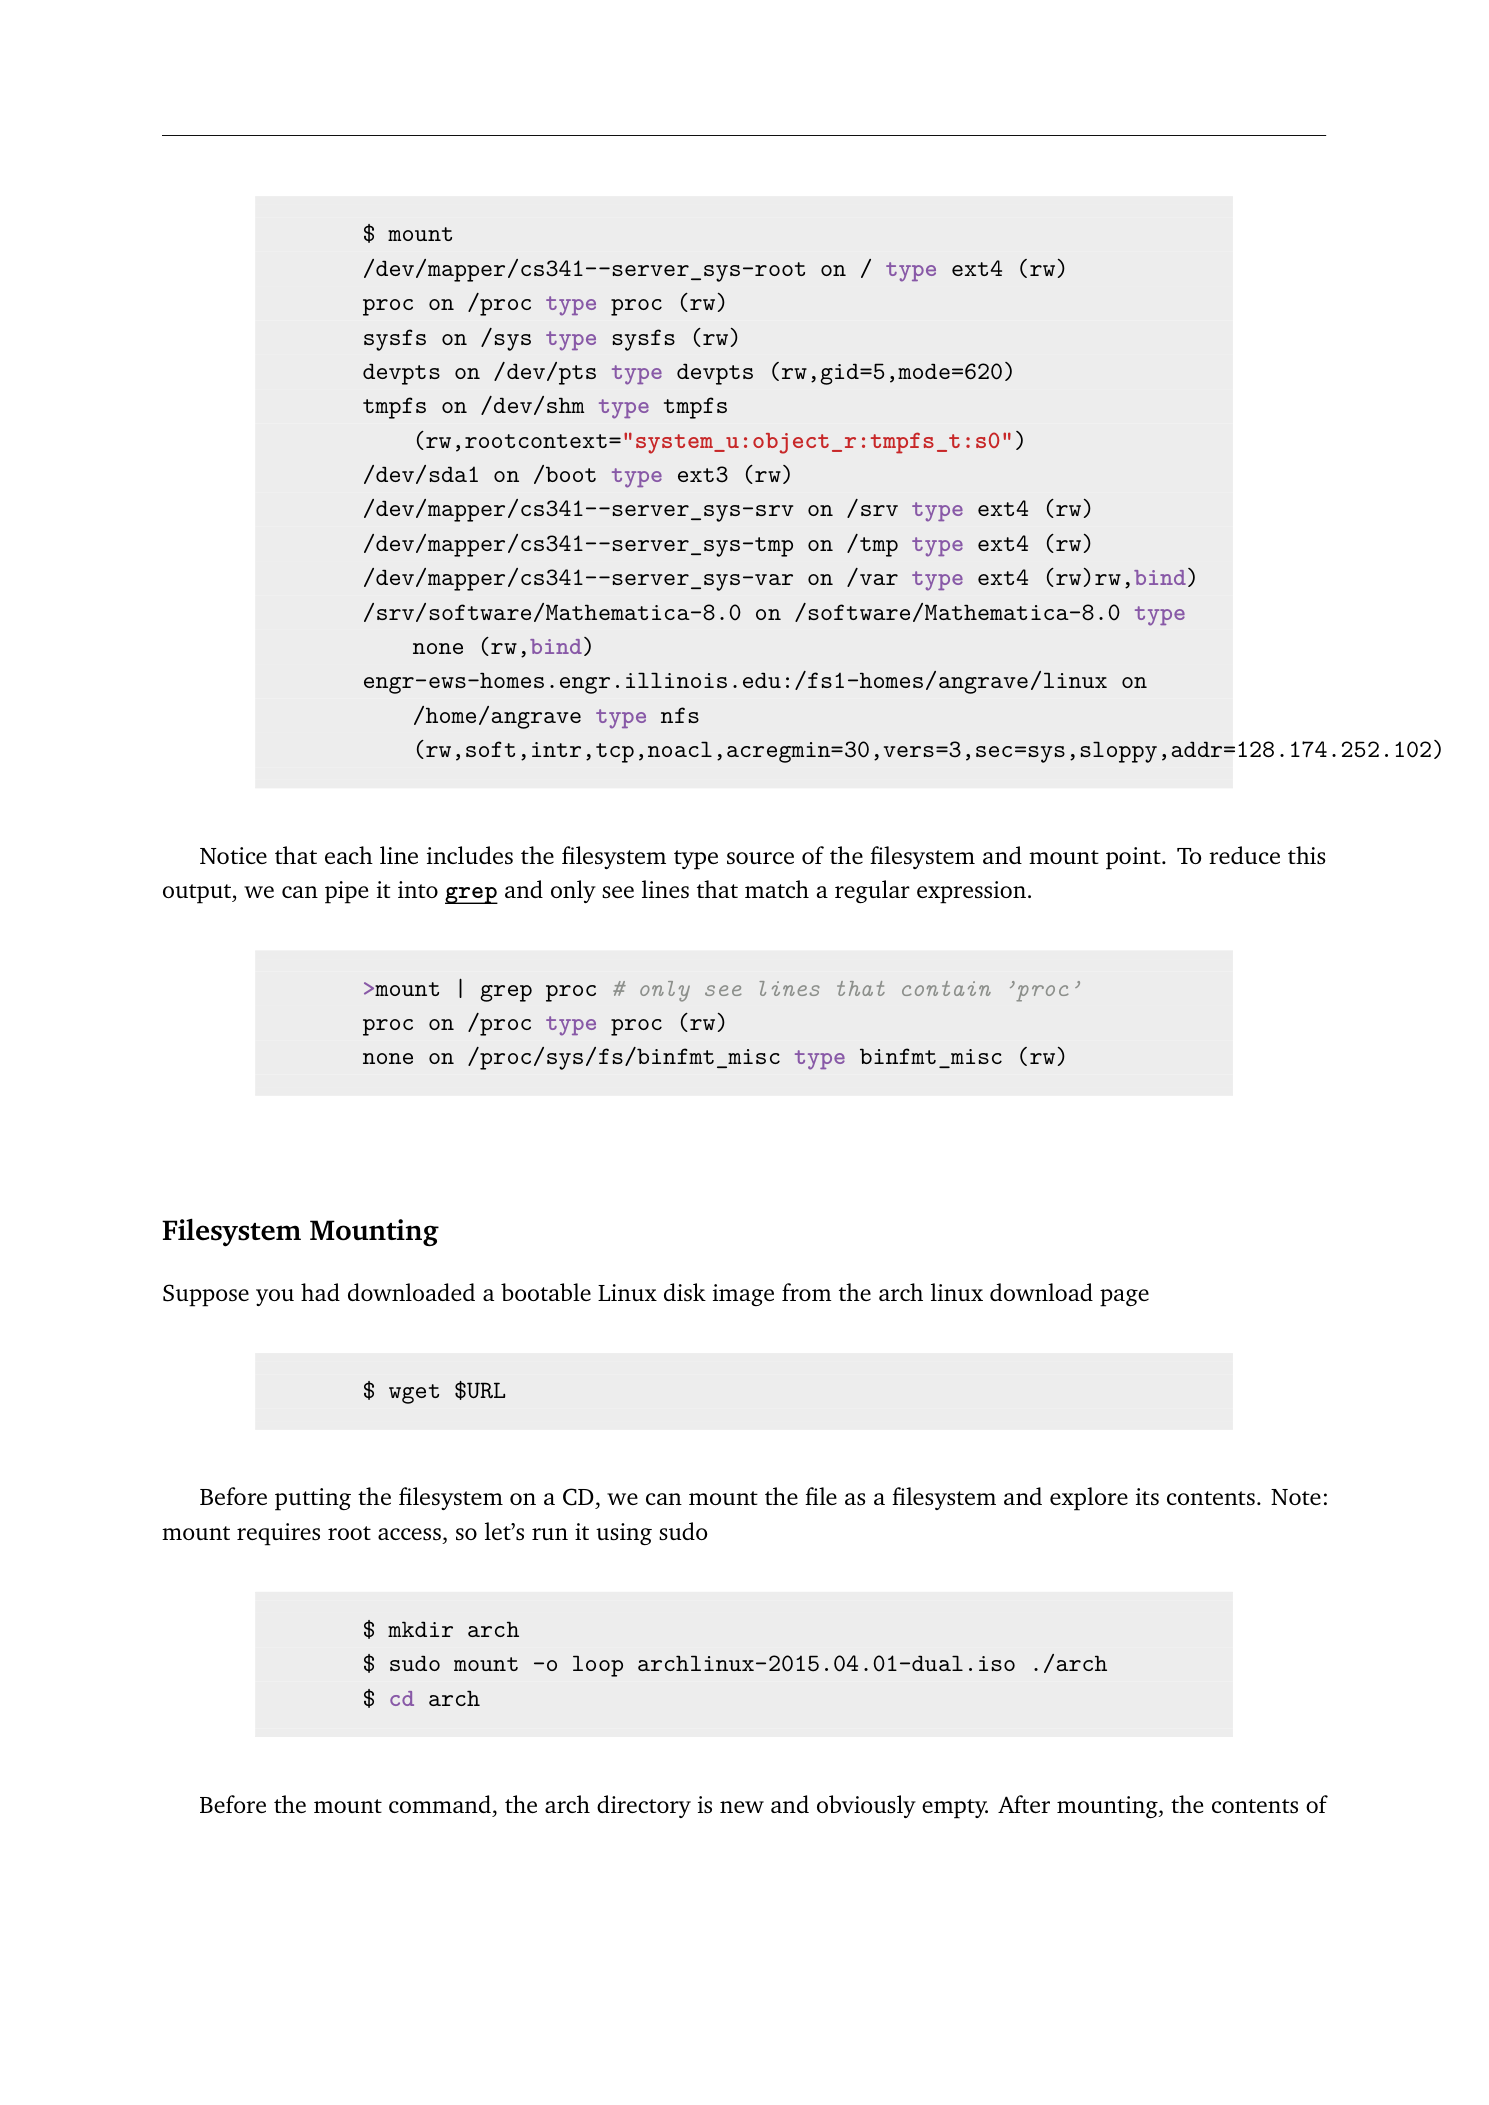 $ mount
/dev/mapper/cs341--server_sys-root on / type ext4 (rw)
proc on /proc type proc (rw)
sysfs on /sys type sysfs (rw)
devpts on /dev/pts type devpts (rw,gid=5,mode=620)
tmpfs on /dev/shm type tmpfs
(rw,rootcontext="system_u:object_r:tmpfs_t:s0")
/dev/sda1 on /boot type ext3 (rw)
/dev/mapper/cs341--server_sys-srv on /srv type ext4 (rw)
/dev/mapper/cs341--server_sys-tmp on /tmp type ext4 (rw)
/dev/mapper/cs341--server_sys-var on /var type ext4 (rw)rw,bind)
/srv/software/Mathematica-8.0 on /software/Mathematica-8.0 type
none (rw,bind)
engr-ews-homes.engr.illinois.edu:/fs1-homes/angrave/linux on
/home/angrave type nfs
(rw,soft,intr,tcp,noacl,acregmin=30,vers=3,sec=sys,sloppy,addr=128.174.252.102)
Notice that each line includes the filesystem type source of the filesystem and mount point. To reduce this
output, we can pipe it into grep and only see lines that match a regular expression.
>mount | grep proc # only see lines that contain ’proc’
proc on /proc type proc (rw)
none on /proc/sys/fs/binfmt_misc type binfmt_misc (rw)
Filesystem Mounting
Suppose you had downloaded a bootable Linux disk image from the arch linux download page
$ wget $URL
Before putting the filesystem on a CD, we can mount the file as a filesystem and explore its contents. Note:
mount requires root access, so let’s run it using sudo
$ mkdir arch
$ sudo mount -o loop archlinux-2015.04.01-dual.iso ./arch
$ cd arch
Before the mount command, the arch directory is new and obviously empty. After mounting, the contents of